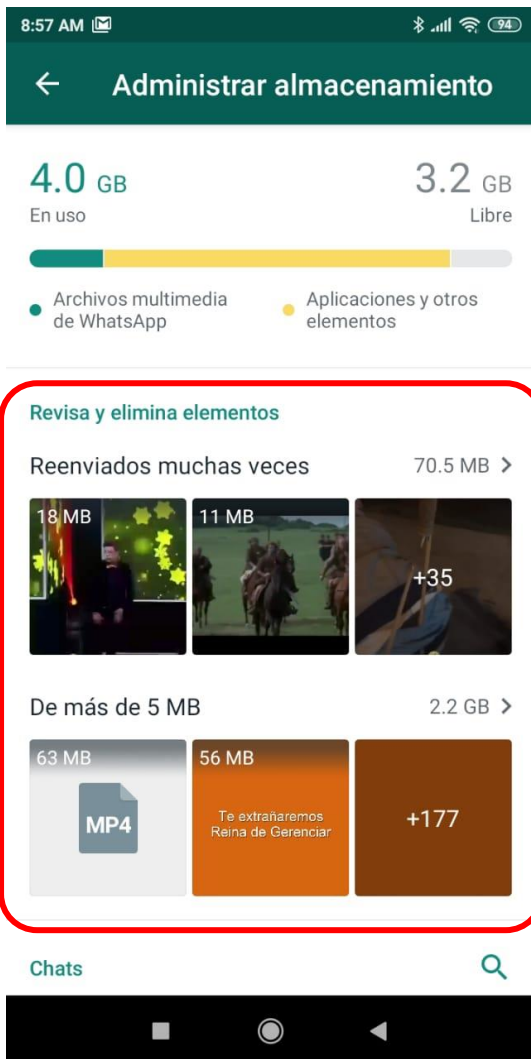 8:57 AM
94
Administrar almacenamiento
4.0 GB
3.2 GB
En uso
Libre
Archivos multimedia
de WhatsApp
Aplicaciones y otros
elementos
Revisa y elimina elementos
Reenviados muchas veces
70.5 MB
18 MB
11 MB
+35
De más de 5 MB
2.2 GB
63 MB
56 MB
MP4
Te extrañaremos
Reina de Gerenciar
+177
Chats